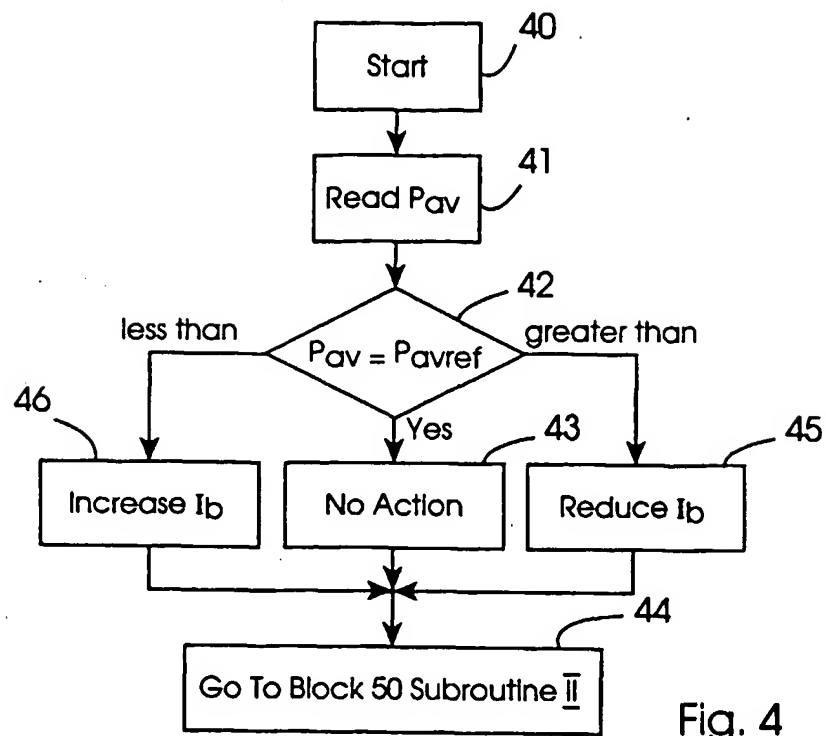 40
Start
41
Read Pav
42
less than
Pav = Pavref
greater than
46
Yes
43
45
Increase Ib
No Action
Reduce Ib
44
Go To Block 50 Subroutine II
Fig. 4